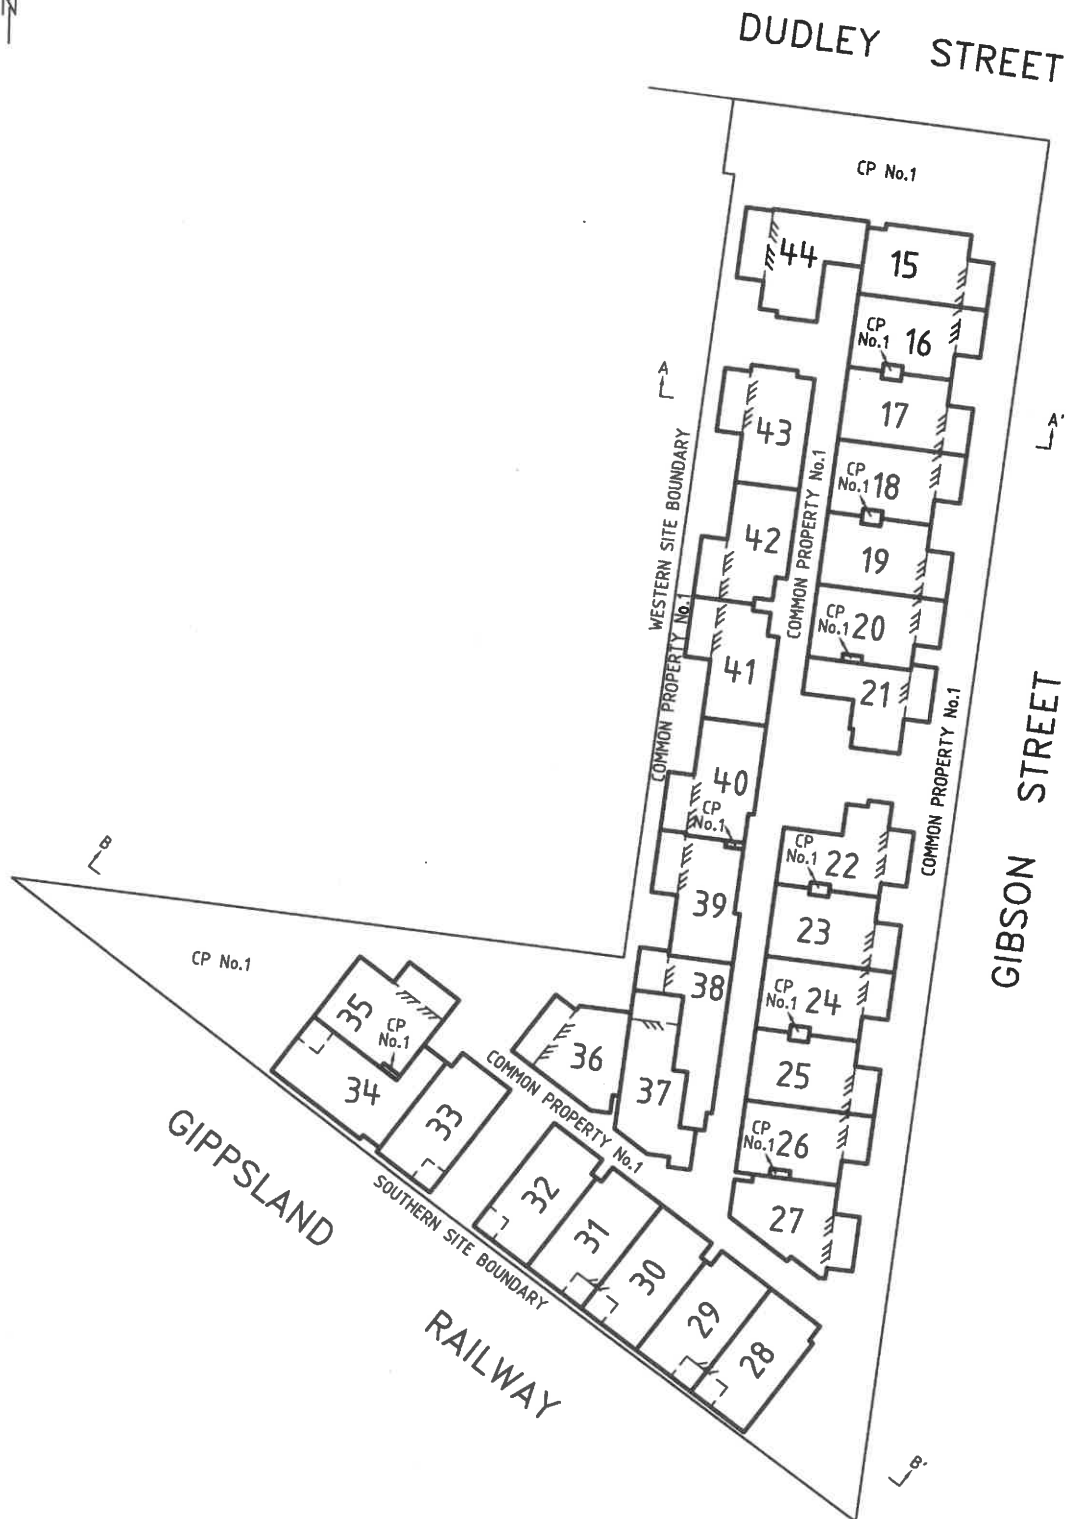 N
DUDLEY STREET
CP No.1
44
15
CP
No.1
16
A
A'
43
17
CP
No.1
18
WESTERN SITE BOUNDARY
COMMON PROPERTY No.1
42
19
COMMON PROPERTY No.1
CP
No.1
20
41
21
COMMON PROPERTY No.1
GIBSON STREET
40
CP
No.1
CP
No.1
22
B
39
23
CP No.1
38
CP
No.1
24
35
CP
No.1
36
COMMON PROPERTY No.1
37
25
34
33
CP
No.1
26
GIPPSLAND RAILWAY
SOUTHERN SITE BOUNDARY
32
31
30
27
29
28
B'